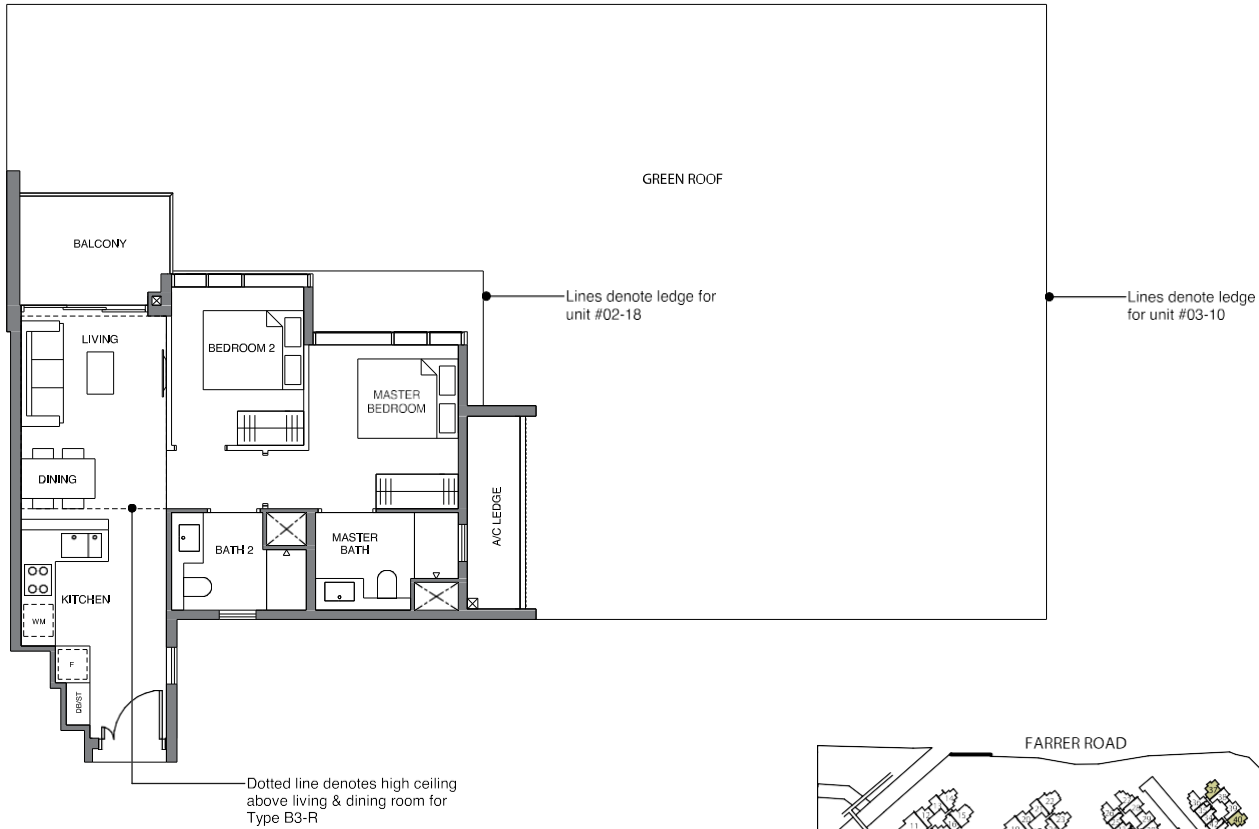 GREEN ROOF
BALCONY
Lines denote ledge for
unit #02-18
Lines denote ledge
for unit #03-10
LIVING
BEDROOM 2
MASTER
BEDROOM
DINING
A/C LEDGE
BATH 2
MASTER
BATH
KITCHEN
WM
F
DB/ST
Dotted line denotes high ceiling
above living & dining room for
Type B3-R
FARRER ROAD
37
40